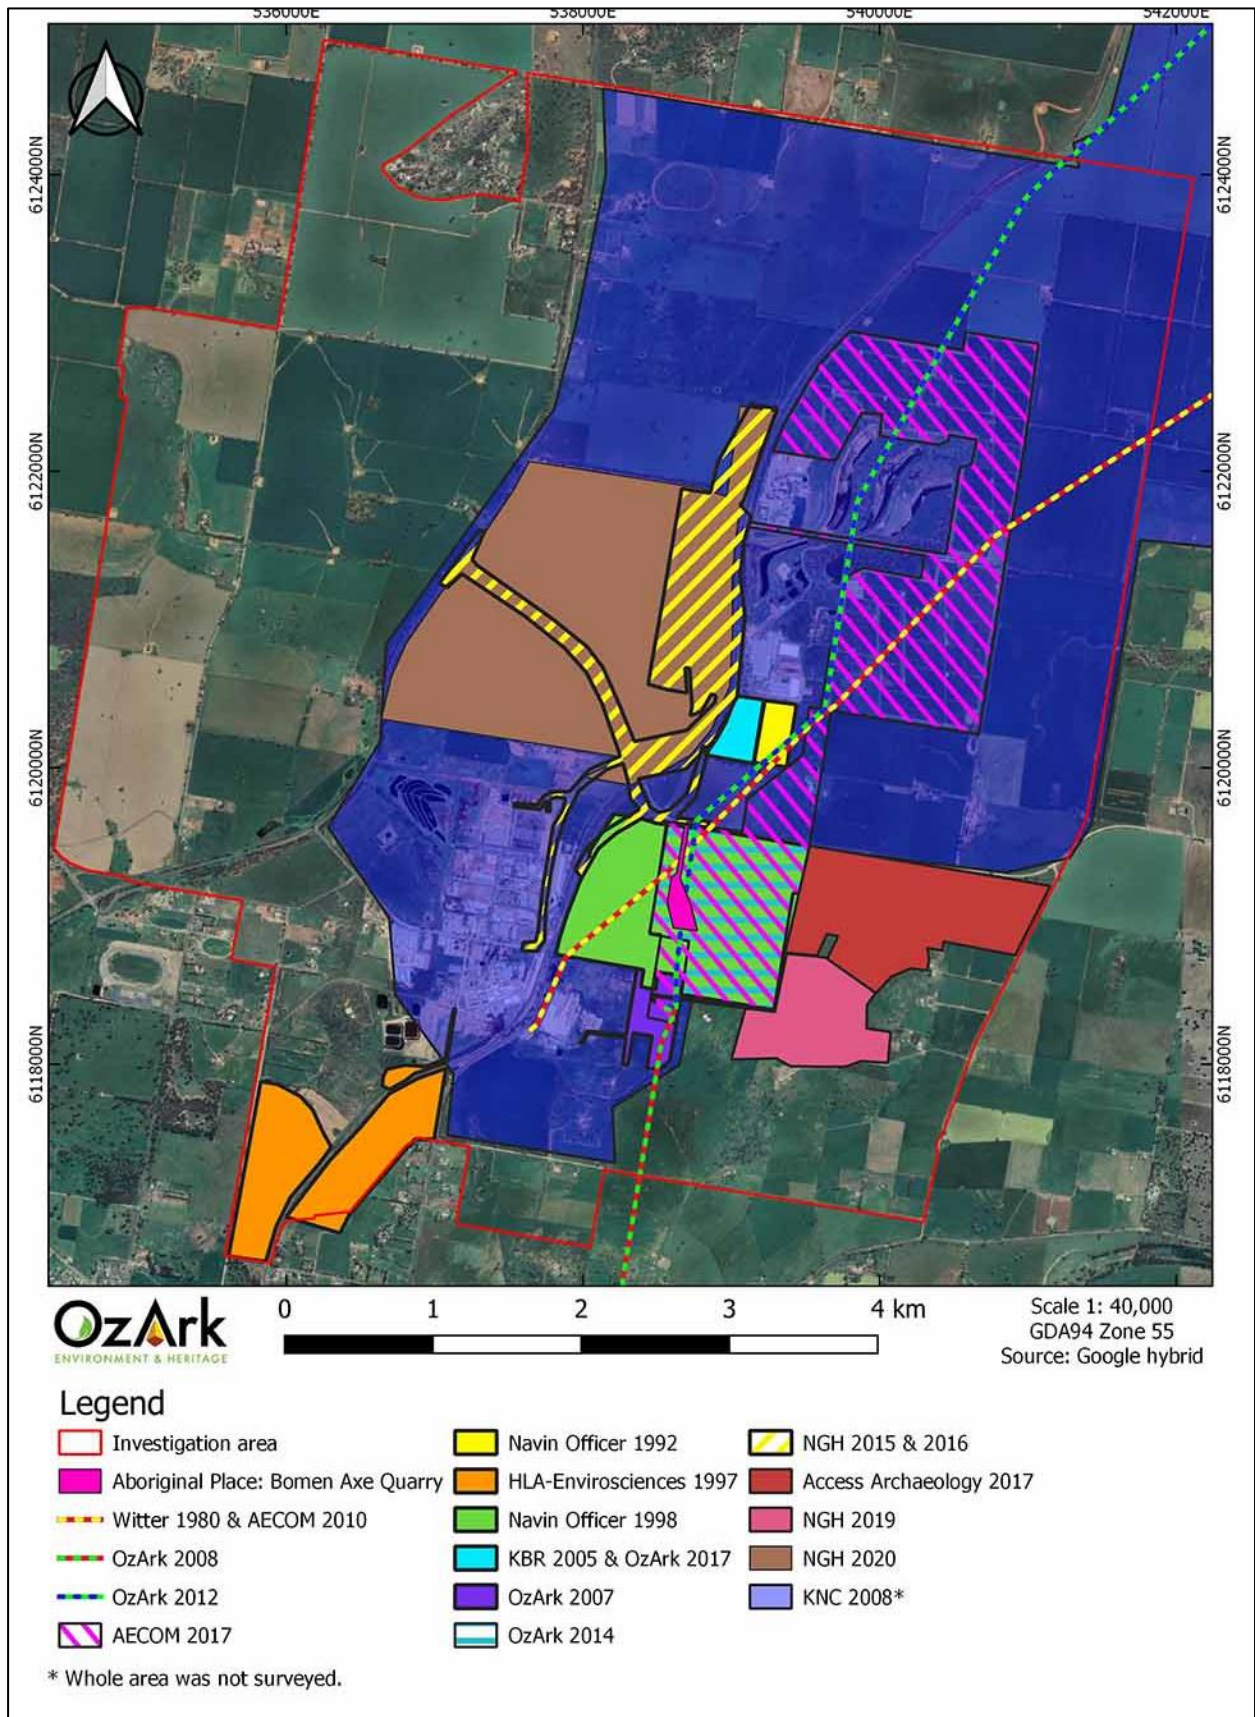 536000E 538000E 540000E 542000E
6124000N 6124000N
6122000N 6122000N
6120000N 6120000N
6118000N 6118000N
OzArk
ENVIRONMENT & HERITAGE
0 1 2 3 4 km
Scale 1: 40,000
GDA94 Zone 55
Source: Google hybrid
Legend
Investigation area
Aboriginal Place: Bomen Axe Quarry
Witter 1980 & AECOM 2010
OzArk 2008
OzArk 2012
AECOM 2017
Navin Officer 1992
HLA-Envirosciences 1997
Navin Officer 1998
KBR 2005 & OzArk 2017
OzArk 2007
OzArk 2014
NGH 2015 & 2016
Access Archaeology 2017
NGH 2019
NGH 2020
KNC 2008*
* Whole area was not surveyed.